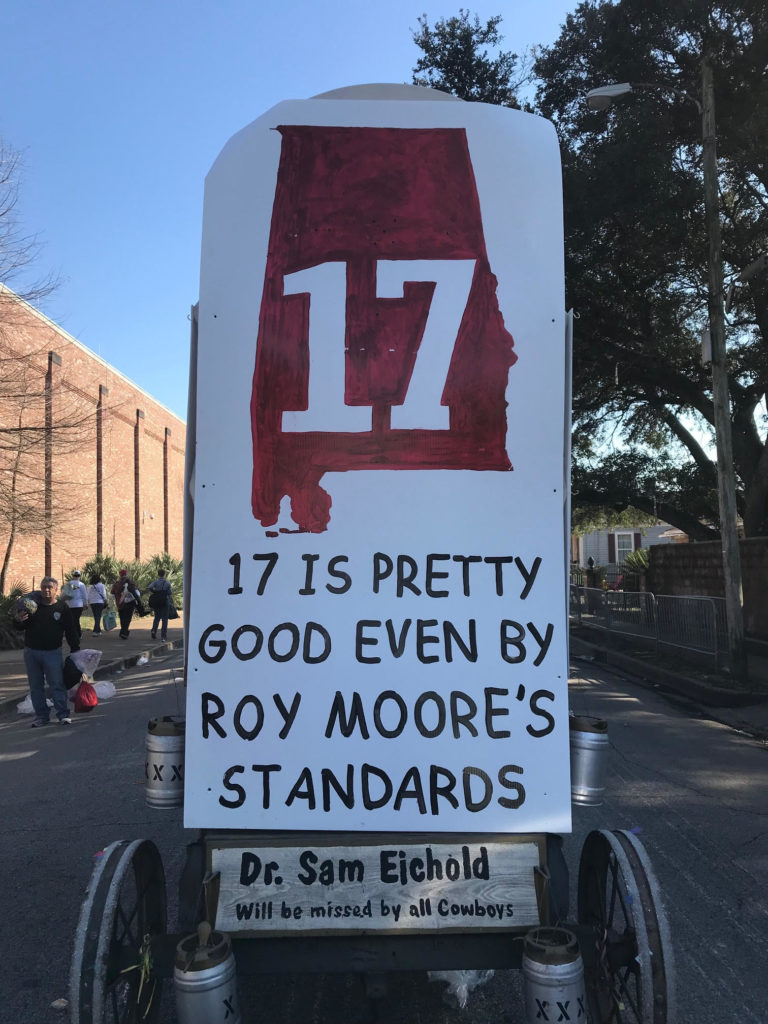 17
17 IS PRETTY
GOOD EVEN BY
ROY MOORE'S
STANDARDS
XXX
Dr. Sam Eichold
Will be missed by all Cowboys
X
XXX